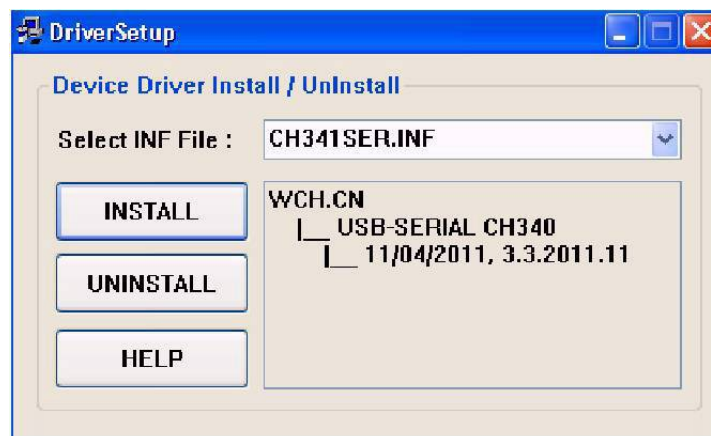 DriverSetup
Device Driver Install / UnInstall
Select INF File :
CH341SER.INF
INSTALL
UNINSTALL
HELP
WCH.CN
|__ USB-SERIAL CH340
|__ 11/04/2011, 3.3.2011.11